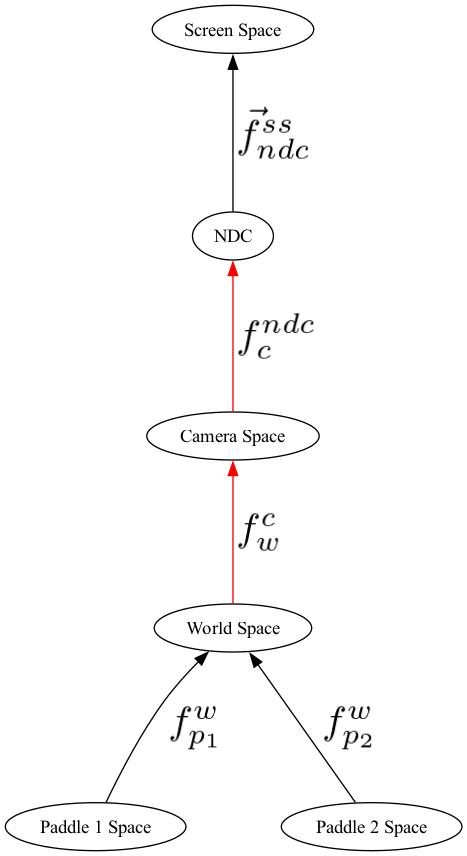 Screen Space
$\vec{f}_{ndc}^{ss}$
NDC
$f_{c}^{ndc}$
Camera Space
$f_{w}^{c}$
World Space
$f_{p_1}^{w}$ $f_{p_2}^{w}$
Paddle 1 Space Paddle 2 Space